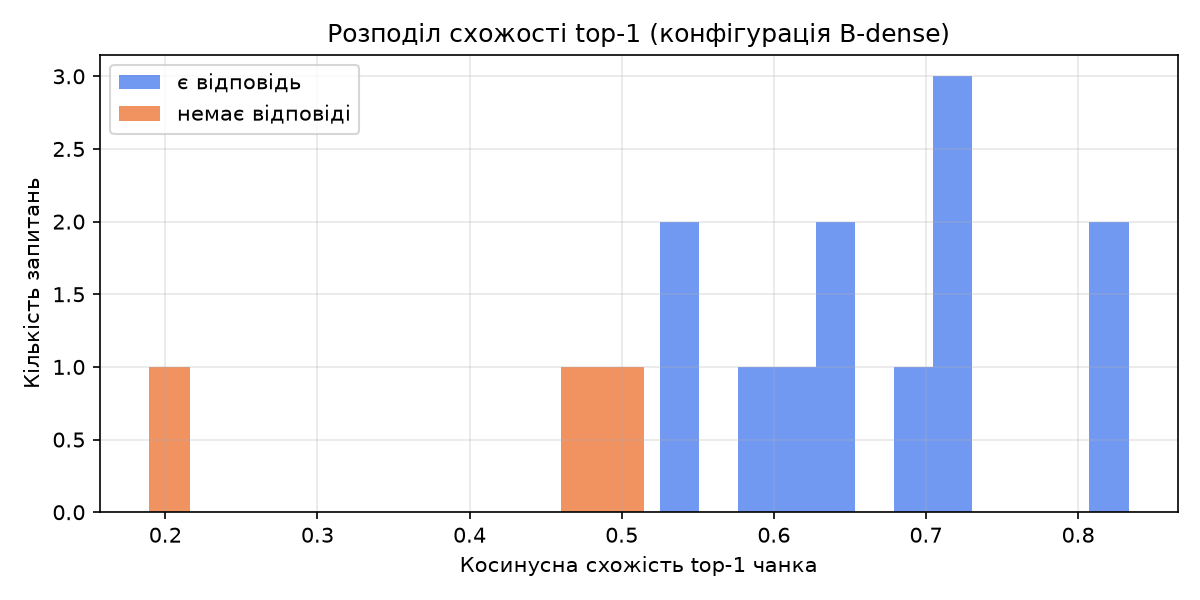 Розподіл схожості top-1 (конфігурація B-dense)
є відповідь
немає відповіді
Кількість запитань
3.0
2.5
2.0
1.5
1.0
0.5
0.0
0.2 0.3 0.4 0.5 0.6 0.7 0.8
Косинусна схожість top-1 чанка